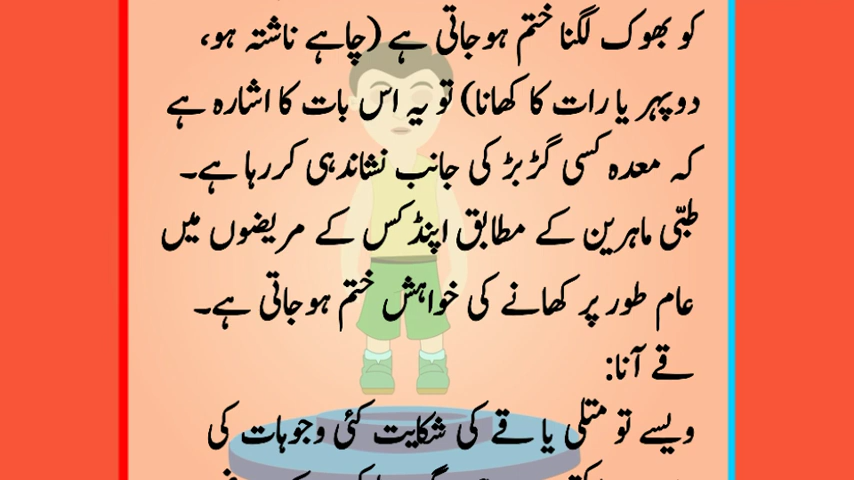 کو بھوک لگنا ختم ہوجاتی ہے (چاہے ناشتہ ہو،
دوپہر یا رات کا کھانا) تو یہ اس بات کا اشارہ ہے
کہ معدہ کسی گڑبڑ کی جانب نشاندہی کررہا ہے۔
طبّی ماہرین کے مطابق اپنڈکس کے مریضوں میں
عام طور پر کھانے کی خواہش ختم ہوجاتی ہے۔
قے آنا:
ویسے تو متلی یا قے کی شکایت کئی وجوہات کی